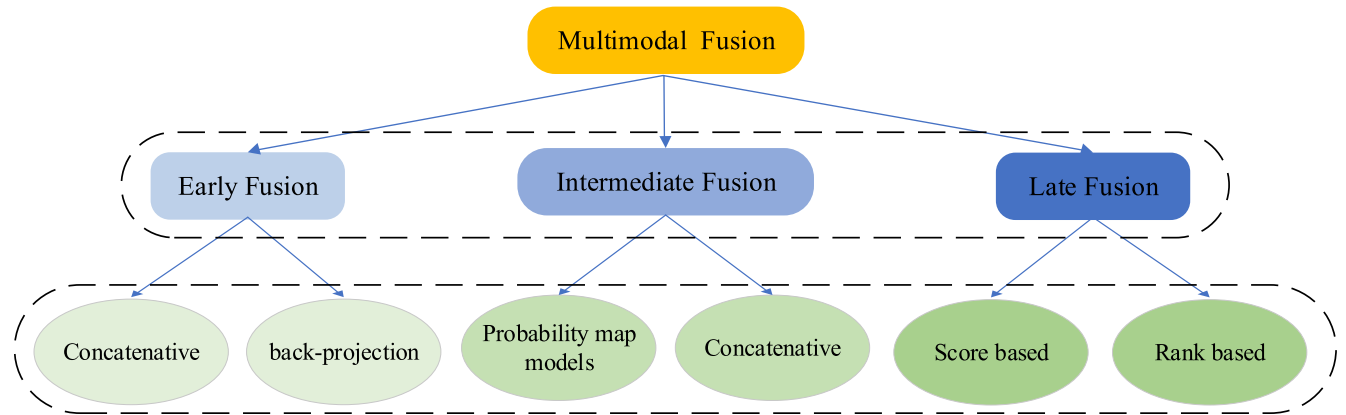 Multimodal Fusion
Early Fusion
Intermediate Fusion
Late Fusion
Concatenative
back-projection
Probability map
models
Concatenative
Score based
Rank based